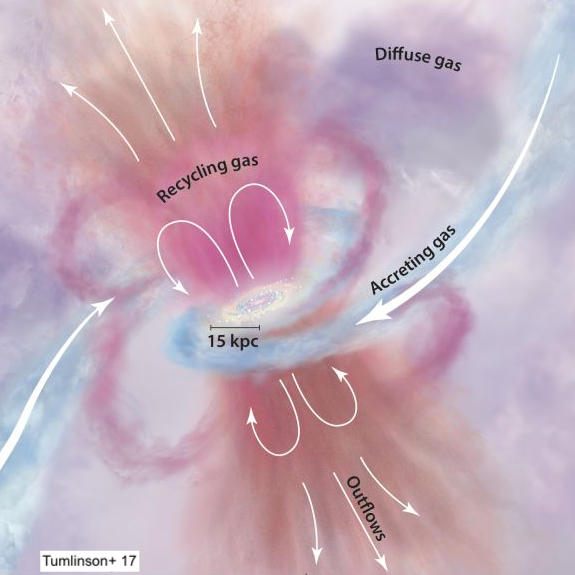 Diffuse gas
Recycling gas
Accreting gas
15 kpc
Outflows
Tumlinson+ 17